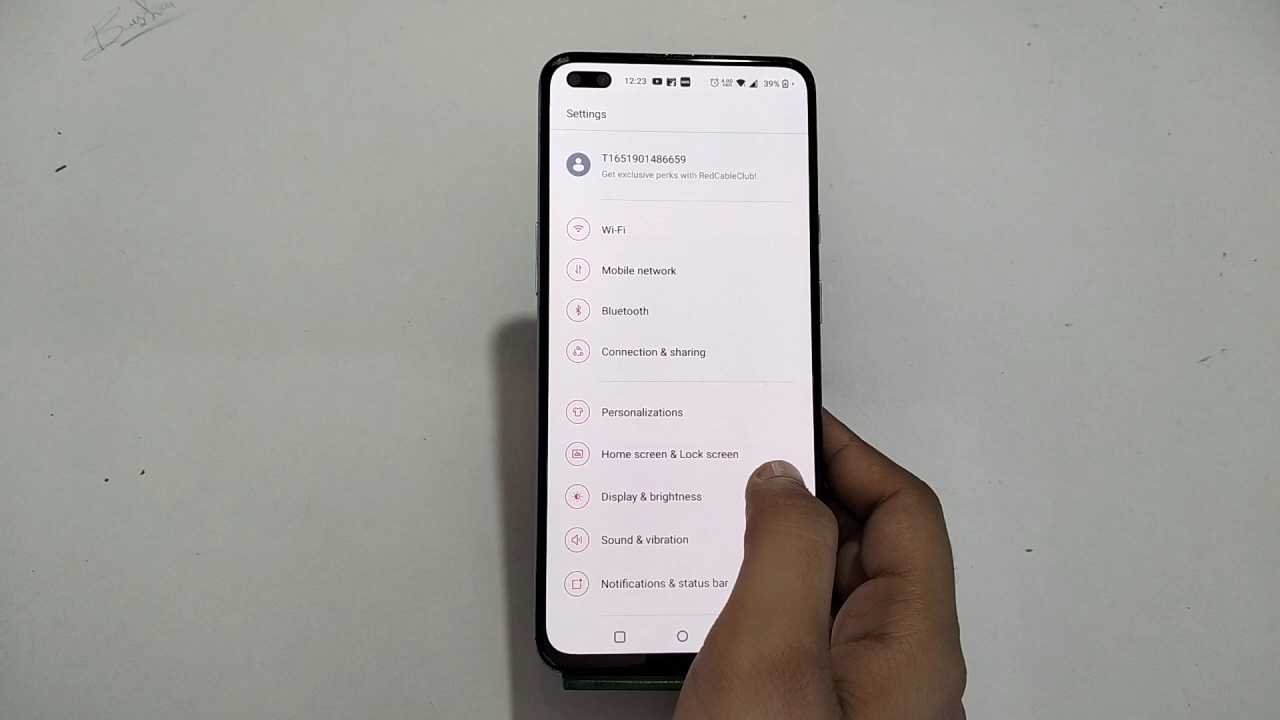 12:23 39%
Settings
T1651901486659
Get exclusive perks with RedCableClub!
Wi-Fi
Mobile network
Bluetooth
Connection & sharing
Personalizations
Home screen & Lock screen
Display & brightness
Sound & vibration
Notifications & status bar